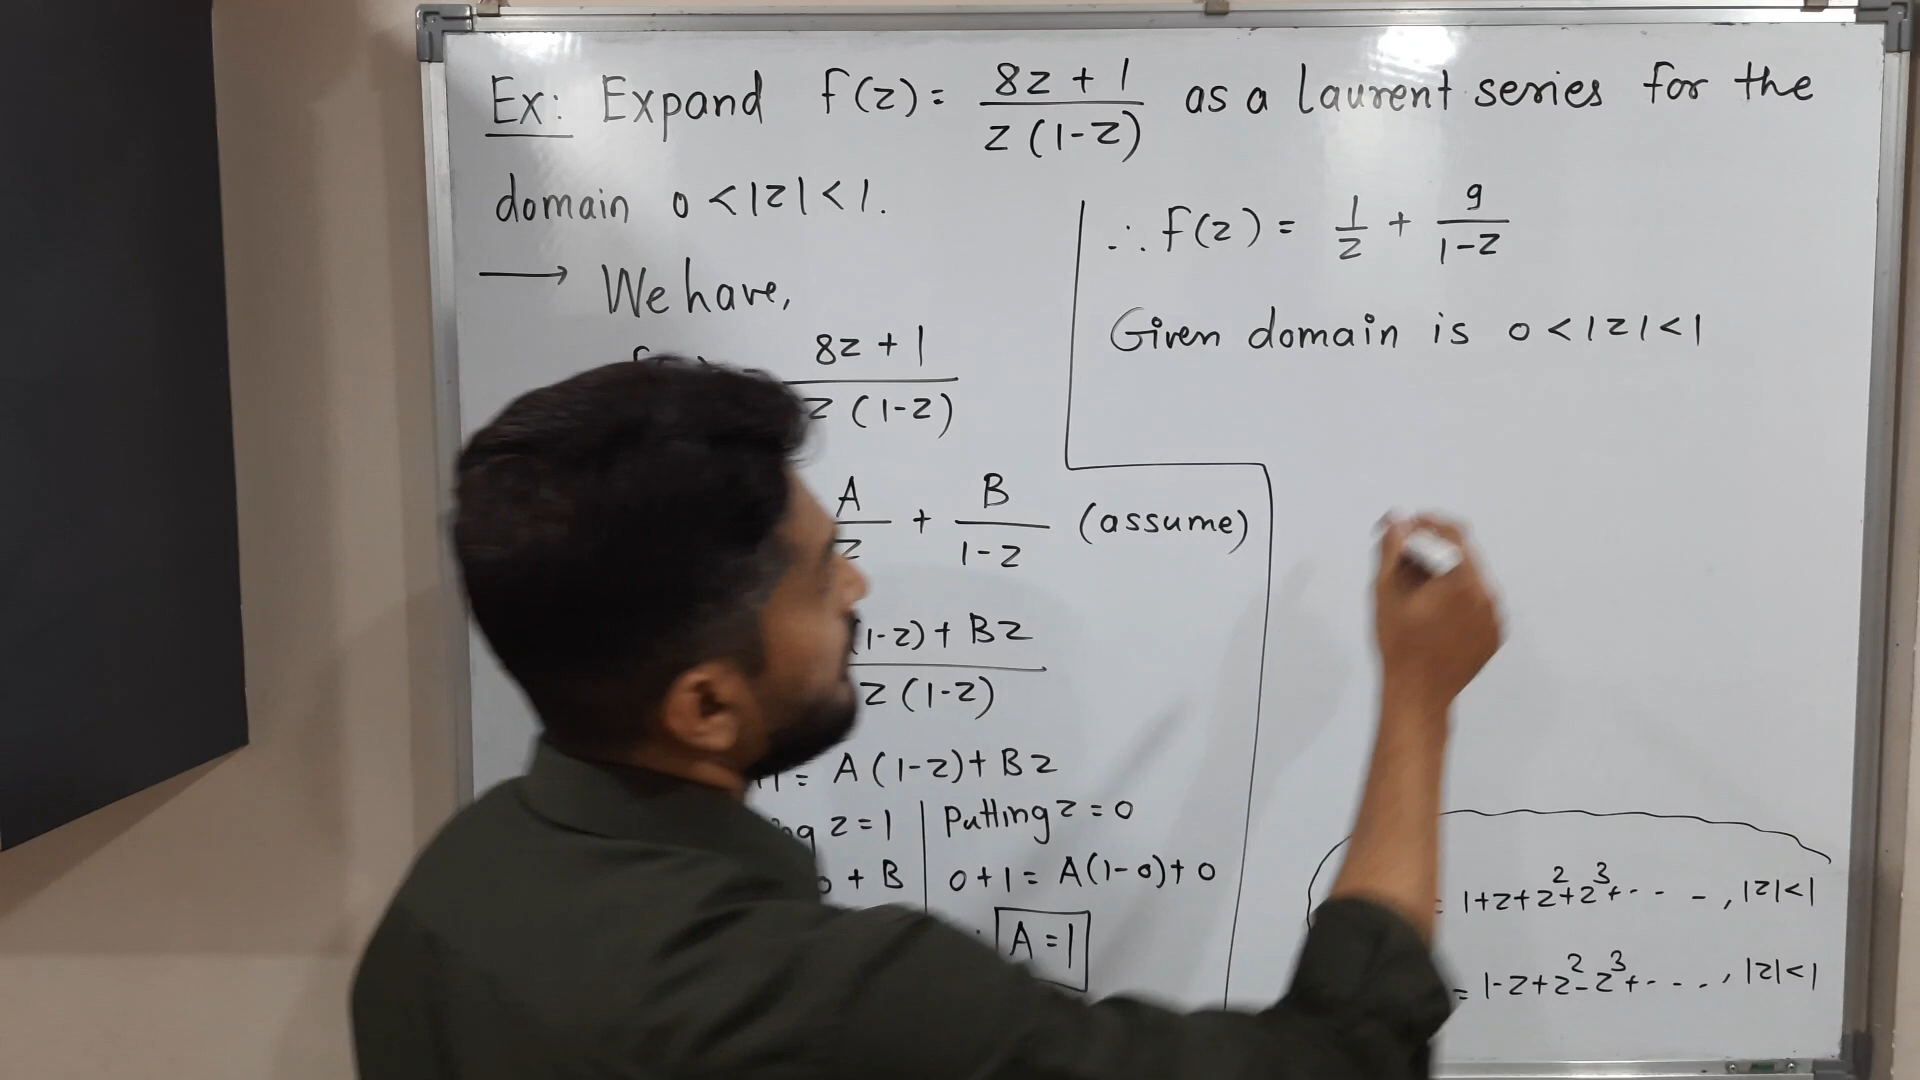 Ex: Expand f(z) = (8z + 1) / (z (1-z)) as a Laurent series for the
domain 0 < |z| < 1.
→ We have,
8z + 1
z (1-z)
A/z + B/(1-z) (assume)
(1-z) + Bz
z (1-z)
= A (1-z) + Bz
z = 1
+ B
Putting z = 0
0 + 1 = A(1-0) + 0
A = 1
∴ f(z) = 1/z + 9/(1-z)
Given domain is 0 < |z| < 1
= 1+z+z²+z³+ - - - , |z|<1
= 1-z+z²-z³+ - - - . , |z|<1